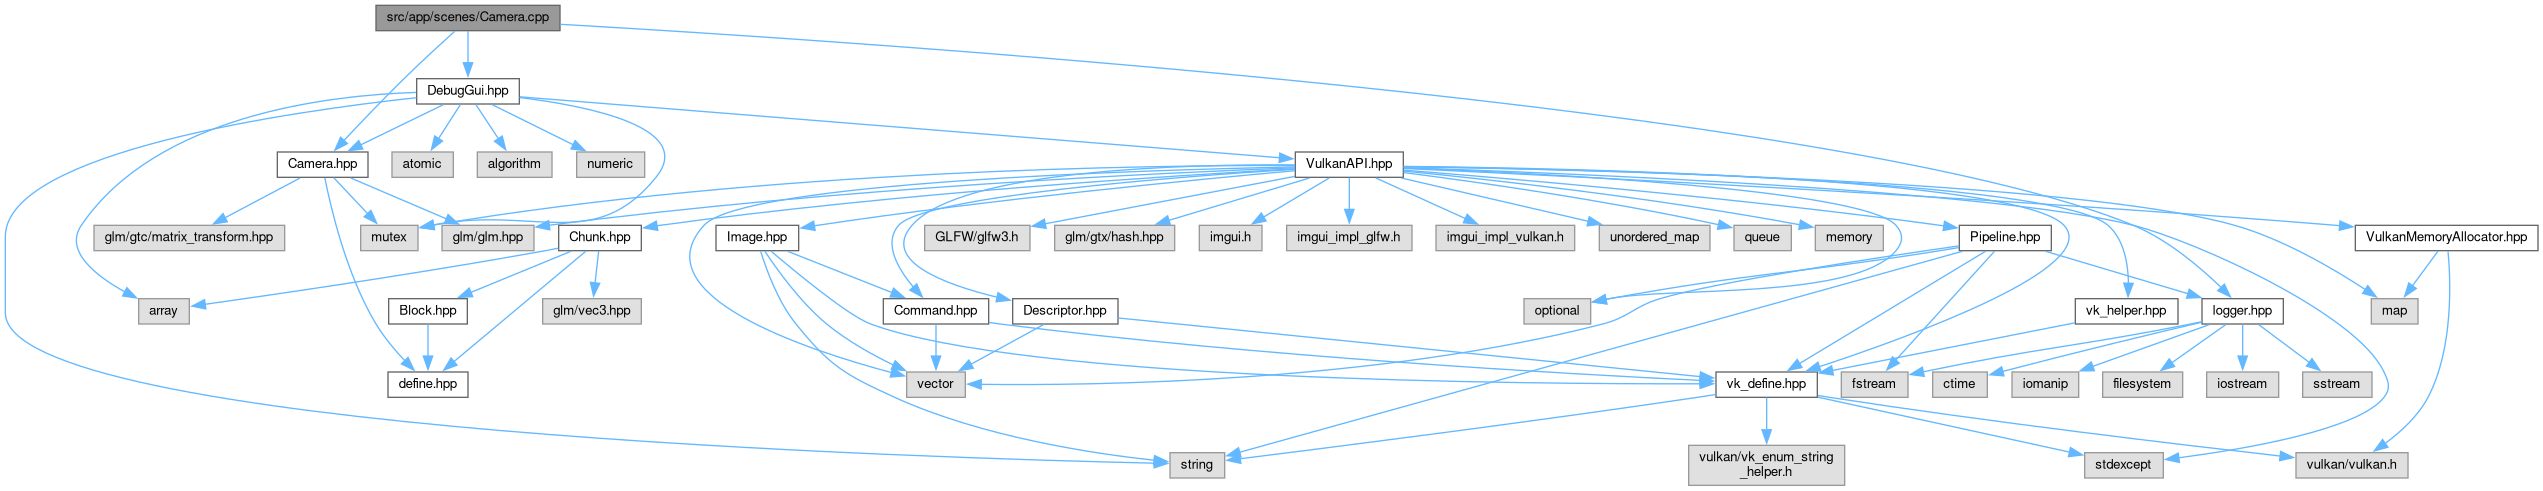 src/app/scenes/Camera.cpp
DebugGui.hpp
Camera.hpp
atomic
algorithm
numeric
VulkanAPI.hpp
glm/gtc/matrix_transform.hpp
mutex
glm/glm.hpp
Chunk.hpp
Image.hpp
GLFW/glfw3.h
glm/gtx/hash.hpp
imgui.h
imgui_impl_glfw.h
imgui_impl_vulkan.h
unordered_map
queue
memory
Pipeline.hpp
VulkanMemoryAllocator.hpp
array
Block.hpp
glm/vec3.hpp
optional
Command.hpp
Descriptor.hpp
vk_helper.hpp
logger.hpp
map
define.hpp
vector
vk_define.hpp
fstream
ctime
iomanip
filesystem
iostream
sstream
string
vulkan/vk_enum_string
_helper.h
stdexcept
vulkan/vulkan.h